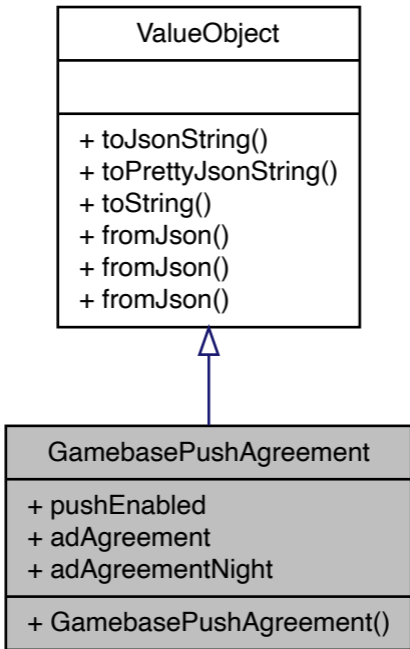 ValueObject
+ toJsonString()
+ toPrettyJsonString()
+ toString()
+ fromJson()
+ fromJson()
+ fromJson()
GamebasePushAgreement
+ pushEnabled
+ adAgreement
+ adAgreementNight
+ GamebasePushAgreement()